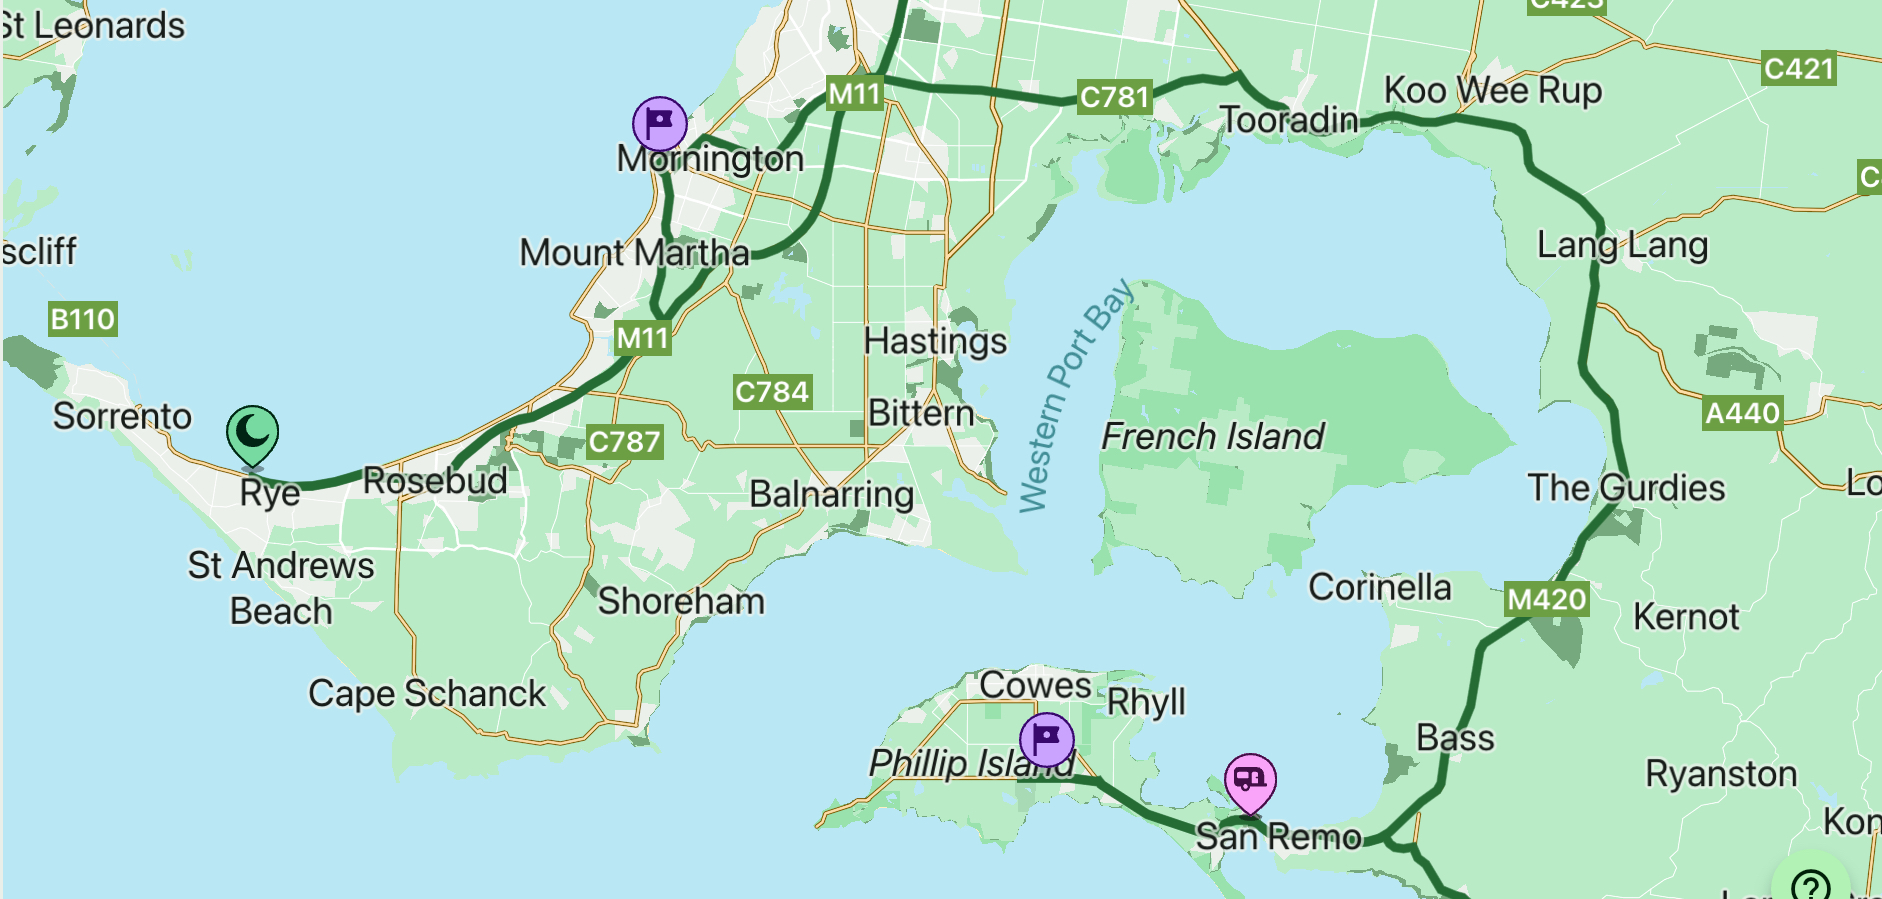 C423
St Leonards
C421
M11
C781
Koo Wee Rup
Tooradin
Mornington
scliff
Mount Martha
Lang Lang
B110
M11
Hastings
Western Port Bay
C784
Bittern
A440
Sorrento
C787
French Island
Rye
Rosebud
Balnarring
The Gurdies
St Andrews
Beach
Shoreham
Corinella
M420
Kernot
Cape Schanck
Cowes
Rhyll
Phillip Island
Bass
Ryanston
San Remo
Kon
?